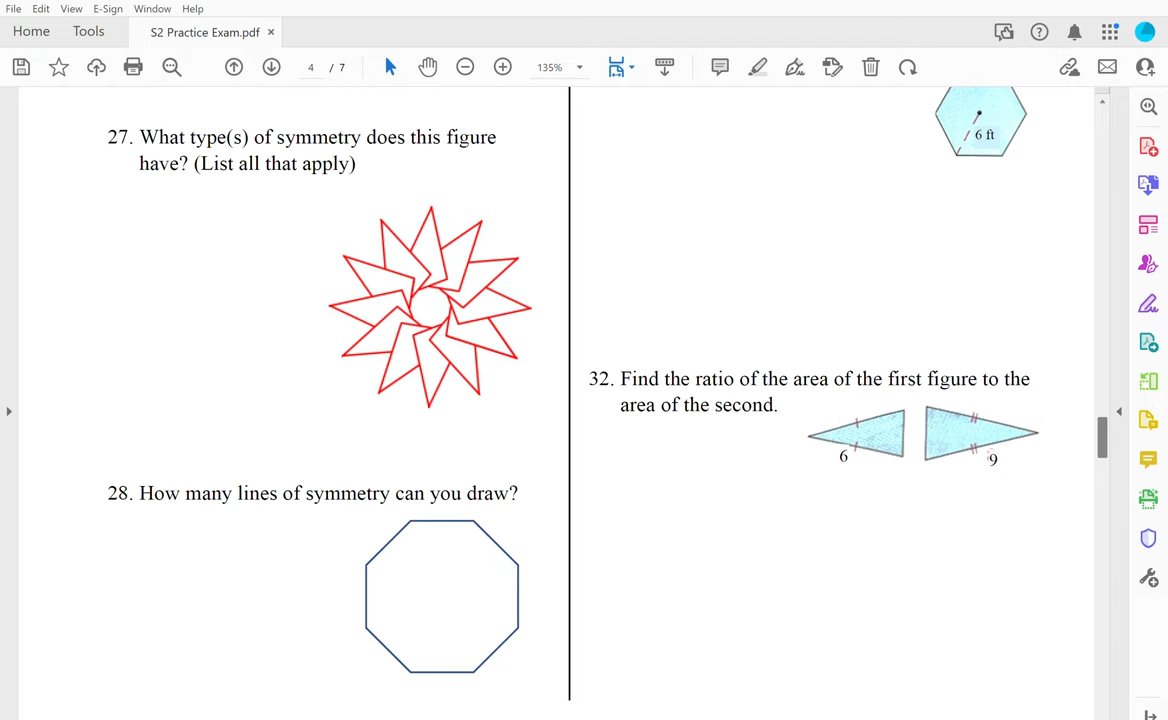 File Edit View E-Sign Window Help
Home Tools S2 Practice Exam.pdf ×
4 / 7 135%
27. What type(s) of symmetry does this figure
have? (List all that apply)
28. How many lines of symmetry can you draw?
6 ft
32. Find the ratio of the area of the first figure to the
area of the second.
6 9